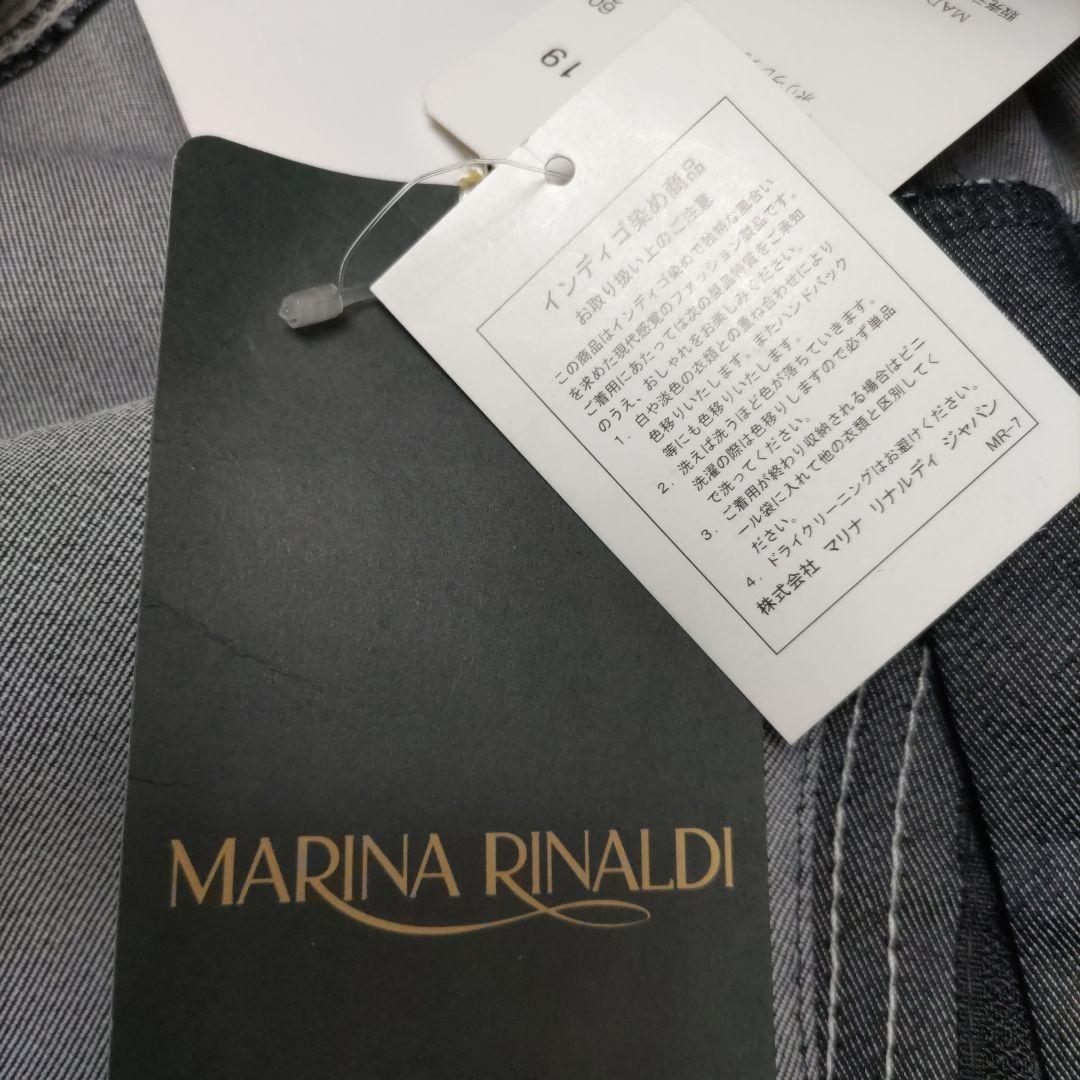 19
MAD
インディゴ染め商品
お取り扱い上のご注意
この商品はインディゴ染めで独特な風合い
を求めた現代感覚のファッション製品です。
ご着用にあたっては次の製品特質をご承知
のうえ、おしゃれをお楽しみください。
1. 白や淡色の衣類との重ね合わせにより
色移りいたします。またハンドバック
等にも色移りいたします。
2. 洗えば洗うほど色が落ちていきます。
洗濯の際は色移りしますので必ず単品
で洗ってください。
3. ご着用が終わり収納される場合はビニ
ール袋に入れて他の衣類と区別してく
ださい。
4. ドライクリーニングはお避けください。
株式会社 マリナ リナルディ ジャパン
MR-7
MARINA RINALDI